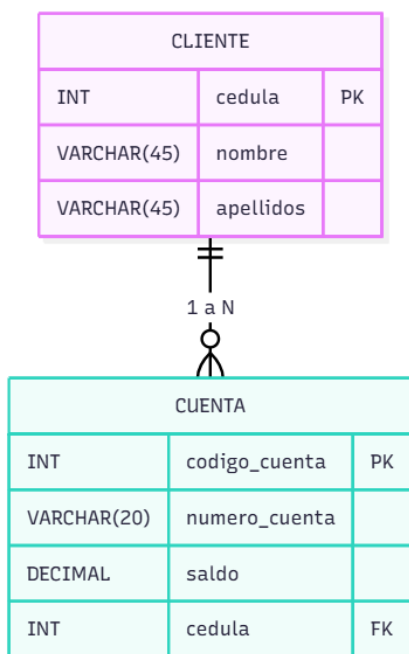 CLIENTE
INT cedula PK
VARCHAR(45) nombre
VARCHAR(45) apellidos
1 a N
CUENTA
INT codigo_cuenta PK
VARCHAR(20) numero_cuenta
DECIMAL saldo
INT cedula FK